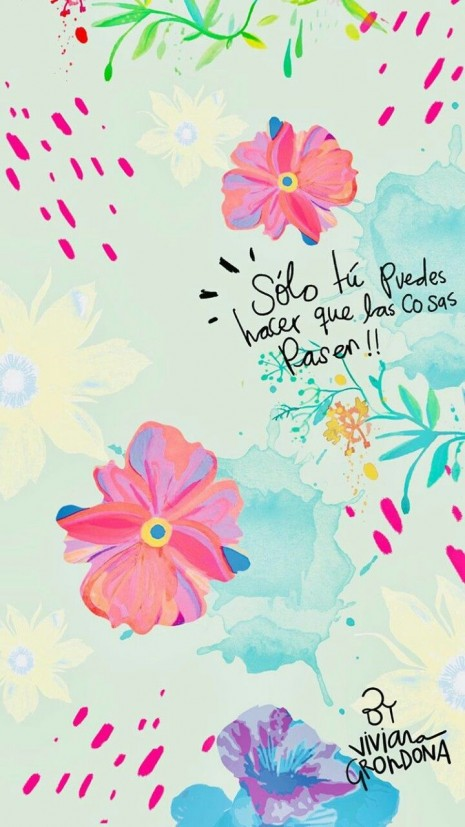 Sólo tú puedes
hacer que las cosas
Pasen!!
BY
VIVIANA
GRONDONA